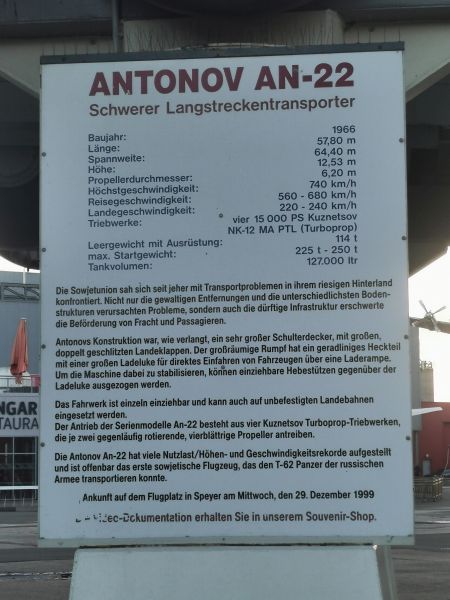 ANTONOV AN-22
Schwerer Langstreckentransporter
Baujahr: 1966
Länge: 57,80 m
Spannweite: 64,40 m
Höhe: 12,53 m
Propellerdurchmesser: 6,20 m
Höchstgeschwindigkeit: 740 km/h
Reisegeschwindigkeit: 560 - 680 km/h
Landegeschwindigkeit: 220 - 240 km/h
Triebwerke: vier 15 000 PS Kuznetsov
NK-12 MA PTL (Turboprop)
Leergewicht mit Ausrüstung: 114 t
max. Startgewicht: 225 t - 250 t
Tankvolumen: 127.000 ltr
Die Sowjetunion sah sich seit jeher mit Transportproblemen in ihrem riesigen Hinterland
konfrontiert. Nicht nur die gewaltigen Entfernungen und die unterschiedlichsten Boden-
strukturen verursachten Probleme, sondern auch die dürftige Infrastruktur erschwerte
die Beförderung von Fracht und Passagieren.
Antonovs Konstruktion war, wie verlangt, ein sehr großer Schulterdecker, mit großen,
doppelt geschlitzten Landeklappen. Der großräumige Rumpf hat ein geradliniges Heckteil
mit einer großen Ladeluke für direktes Einfahren von Fahrzeugen über eine Laderampe.
Um die Maschine dabei zu stabilisieren, können einziehbare Hebestützen gegenüber der
Ladeluke ausgezogen werden.
Das Fahrwerk ist einzeln einziehbar und kann auch auf unbefestigten Landebahnen
eingesetzt werden.
Der Antrieb der Serienmodelle An-22 besteht aus vier Kuznetsov Turboprop-Triebwerken,
die je zwei gegenläufig rotierende, vierblättrige Propeller antreiben.
Die Antonov An-22 hat viele Nutzlast/Höhen- und Geschwindigkeitsrekorde aufgestellt
und ist offenbar das erste sowjetische Flugzeug, das den T-62 Panzer der russischen
Armee transportieren konnte.
Ankunft auf dem Flugplatz in Speyer am Mittwoch, den 29. Dezember 1999
ideo-Dokumentation erhalten Sie in unserem Souvenir-Shop.
NGAR
STAURA